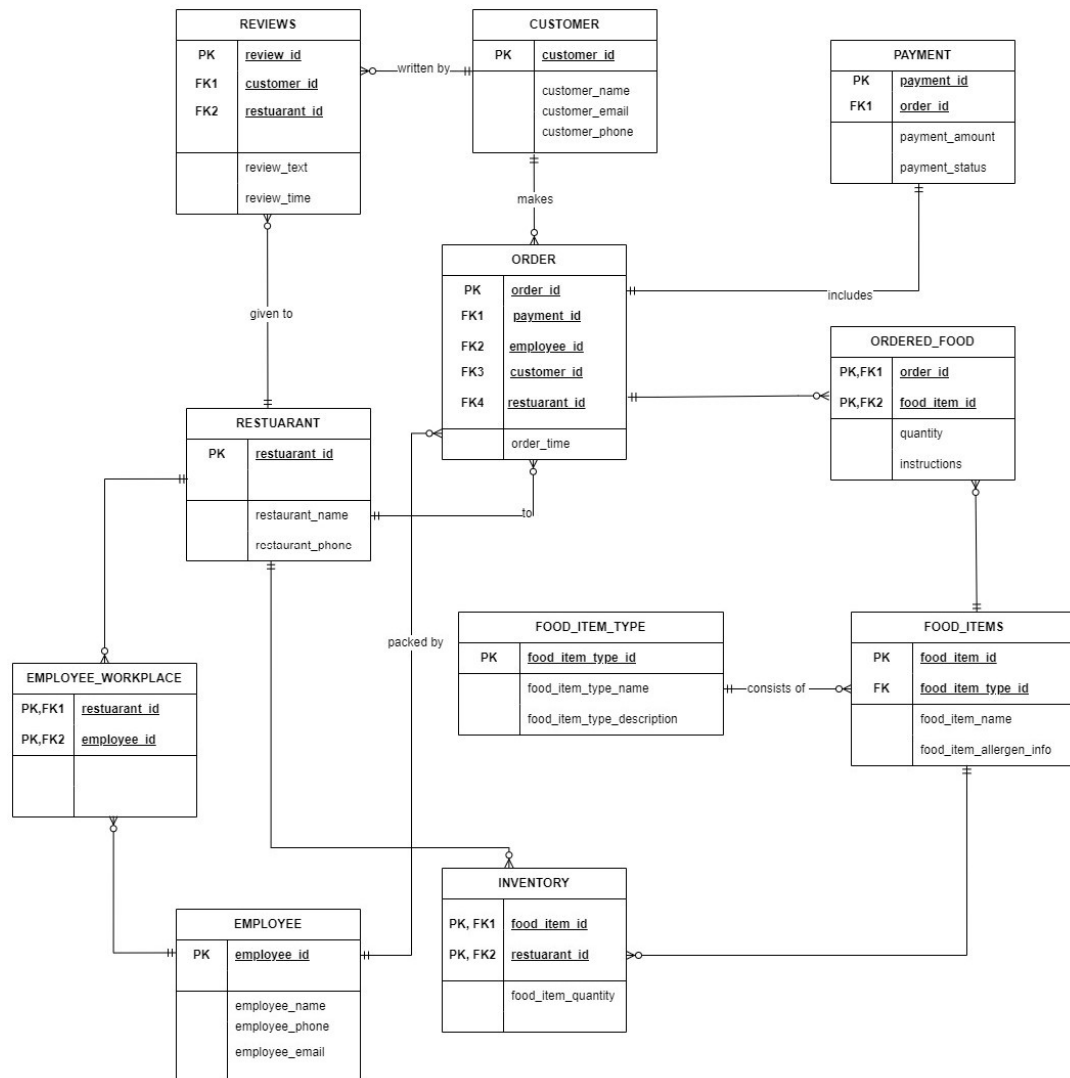 REVIEWS
PK review_id
FK1 customer_id
FK2 restuarant_id
review_text
review_time
written by
CUSTOMER
PK customer_id
customer_name
customer_email
customer_phone
PAYMENT
PK payment_id
FK1 order_id
payment_amount
payment_status
makes
given to
ORDER
PK order_id
FK1 payment_id
FK2 employee_id
FK3 customer_id
FK4 restuarant_id
order_time
includes
ORDERED_FOOD
PK,FK1 order_id
PK,FK2 food_item_id
quantity
instructions
RESTUARANT
PK restuarant_id
restaurant_name
restaurant_phone
to
packed by
FOOD_ITEM_TYPE
PK food_item_type_id
food_item_type_name
food_item_type_description
consists of
FOOD_ITEMS
PK food_item_id
FK food_item_type_id
food_item_name
food_item_allergen_info
EMPLOYEE_WORKPLACE
PK,FK1 restuarant_id
PK,FK2 employee_id
EMPLOYEE
PK employee_id
employee_name
employee_phone
employee_email
INVENTORY
PK, FK1 food_item_id
PK, FK2 restuarant_id
food_item_quantity